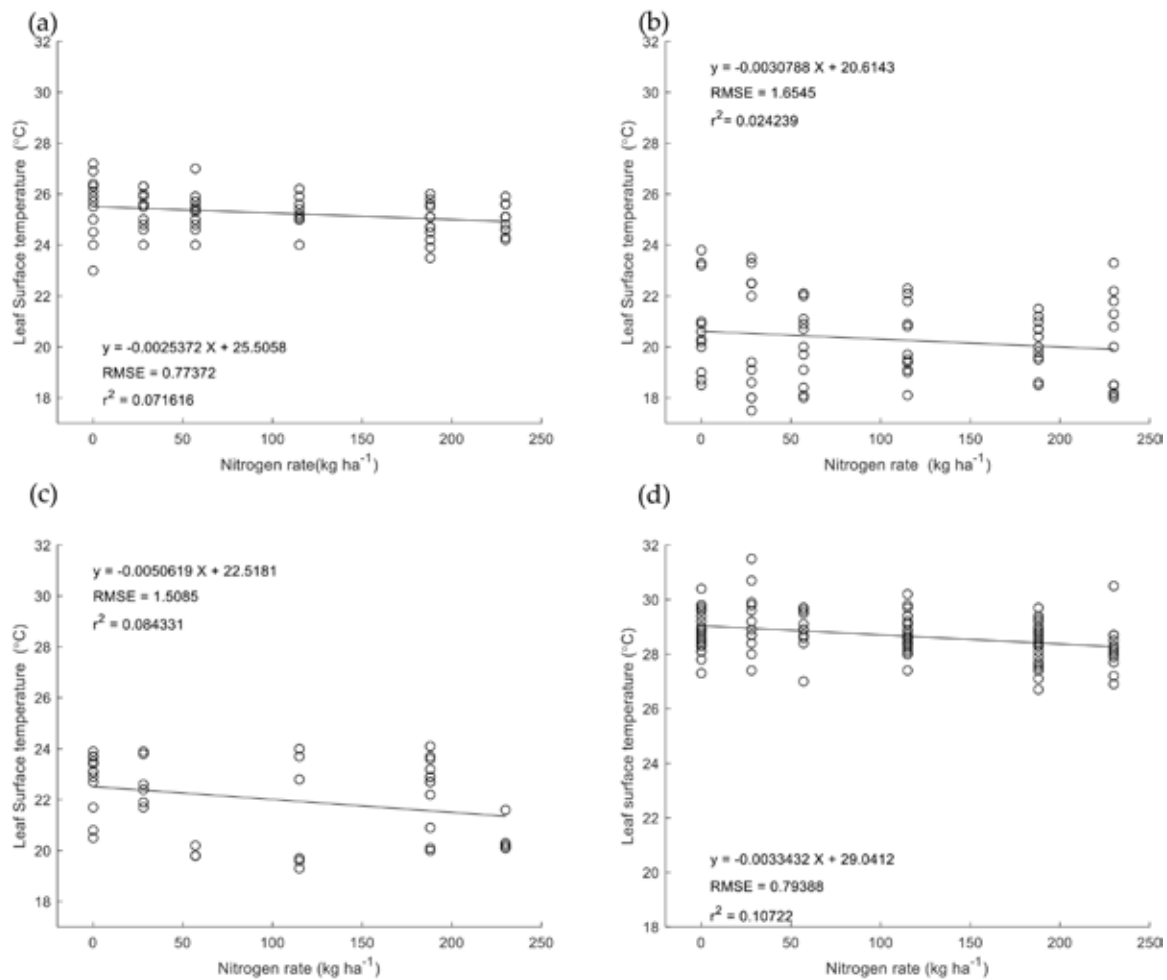 (a)
32
30
28
26
24
22
20
18
Leaf Surface temperature (°C)
y = -0.0025372 X + 25.5058
RMSE = 0.77372
r² = 0.071616
0 50 100 150 200 250
Nitrogen rate(kg ha⁻¹)
(b)
32
30
28
26
24
22
20
18
Leaf Surface temperature (°C)
y = -0.0030788 X + 20.6143
RMSE = 1.6545
r²= 0.024239
0 50 100 150 200 250
Nitrogen rate (kg ha⁻¹)
(c)
32
30
28
26
24
22
20
18
Leaf Surface temperature (°C)
y = -0.0050619 X + 22.5181
RMSE = 1.5085
r² = 0.084331
0 50 100 150 200 250
Nitrogen rate (kg ha⁻¹)
(d)
32
30
28
26
24
22
20
18
Leaf surface temperature (°C)
y = -0.0033432 X + 29.0412
RMSE = 0.79388
r² = 0.10722
0 50 100 150 200 250
Nitrogen rate (kg ha⁻¹)